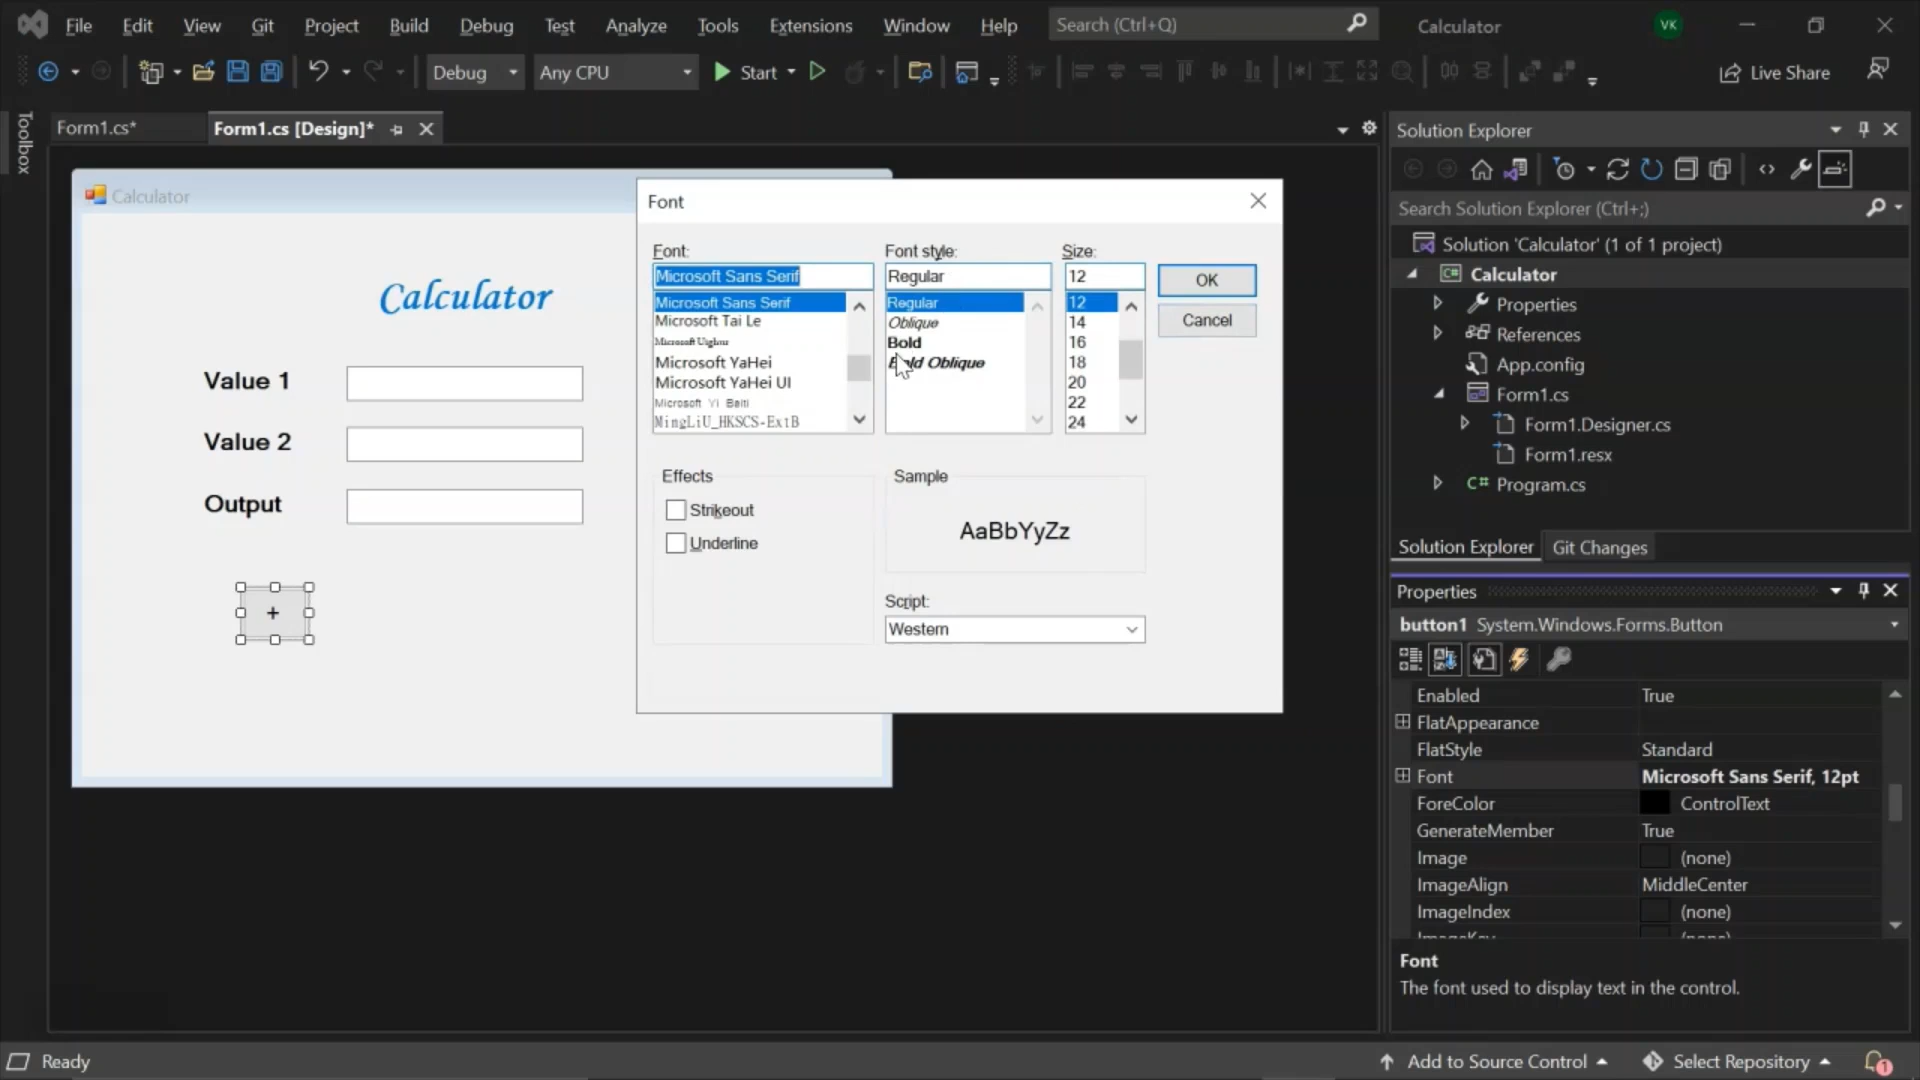 File Edit View Git Project Build Debug Test Analyze Tools Extensions Window Help Search (Ctrl+Q) Calculator VK
Debug Any CPU Start Live Share
Toolbox
Form1.cs* Form1.cs [Design]*
Calculator
Calculator
Value 1
Value 2
Output
+
Font
Font: Font style: Size:
Microsoft Sans Serif Regular 12 OK
Microsoft Sans Serif Regular 12
Microsoft Tai Le Oblique 14 Cancel
Microsoft Uighur Bold 16
Microsoft YaHei Bold Oblique 18
Microsoft YaHei UI 20
Microsoft Yi Baiti 22
MingLiU_HKSCS-ExtB 24
Effects Sample
Strikeout
Underline
AaBbYyZz
Script:
Western
Solution Explorer
Search Solution Explorer (Ctrl+;)
Solution 'Calculator' (1 of 1 project)
C# Calculator
Properties
References
App.config
Form1.cs
Form1.Designer.cs
Form1.resx
C# Program.cs
Solution Explorer Git Changes
Properties
button1 System.Windows.Forms.Button
Enabled True
FlatAppearance
FlatStyle Standard
Font Microsoft Sans Serif, 12pt
ForeColor ControlText
GenerateMember True
Image (none)
ImageAlign MiddleCenter
ImageIndex (none)
Font
The font used to display text in the control.
Ready Add to Source Control Select Repository 1